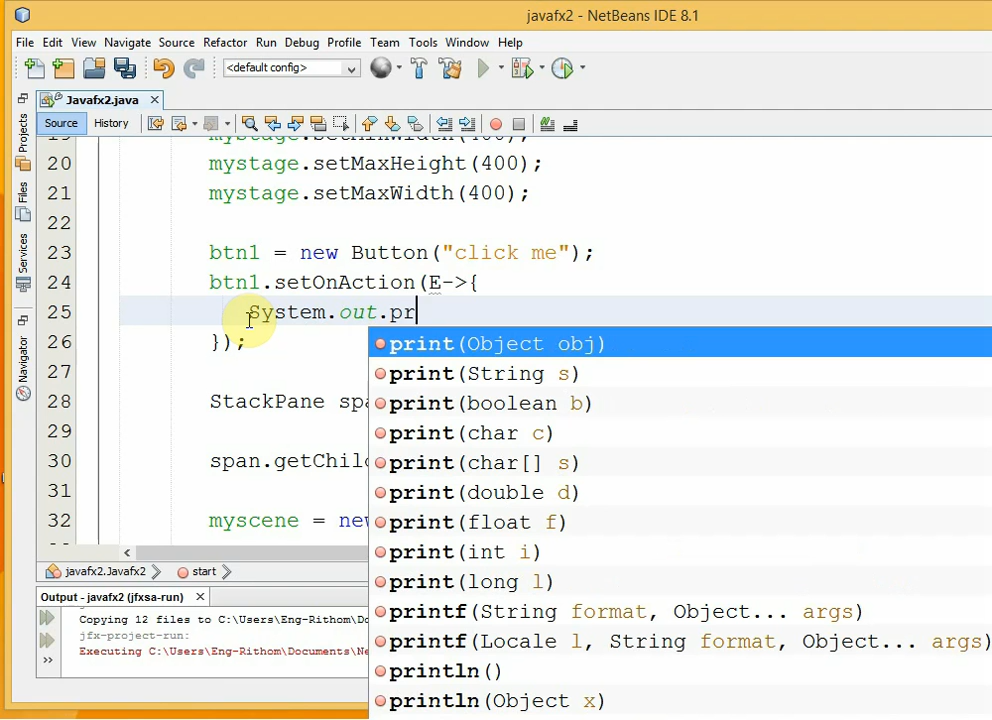 javafx2 - NetBeans IDE 8.1
File Edit View Navigate Source Refactor Run Debug Profile Team Tools Window Help
<default config>
Javafx2.java
Source History
Projects
Files
Services
Navigator
20 mystage.setMaxHeight(400);
21 mystage.setMaxWidth(400);
22
23 btn1 = new Button("click me");
24 btn1.setOnAction(E->{
25 System.out.pr
26 });
27
28 StackPane spa
29
30 span.getChil
31
32 myscene = new
print(Object obj)
print(String s)
print(boolean b)
print(char c)
print(char[] s)
print(double d)
print(float f)
print(int i)
print(long l)
printf(String format, Object... args)
printf(Locale l, String format, Object... args)
println()
println(Object x)
javafx2.Javafx2 start
Output - javafx2 (jfxsa-run)
Copying 12 files to C:\Users\Eng-Rithom\Do
jfx-project-run:
Executing C:\Users\Eng-Rithom\Documents\Ne